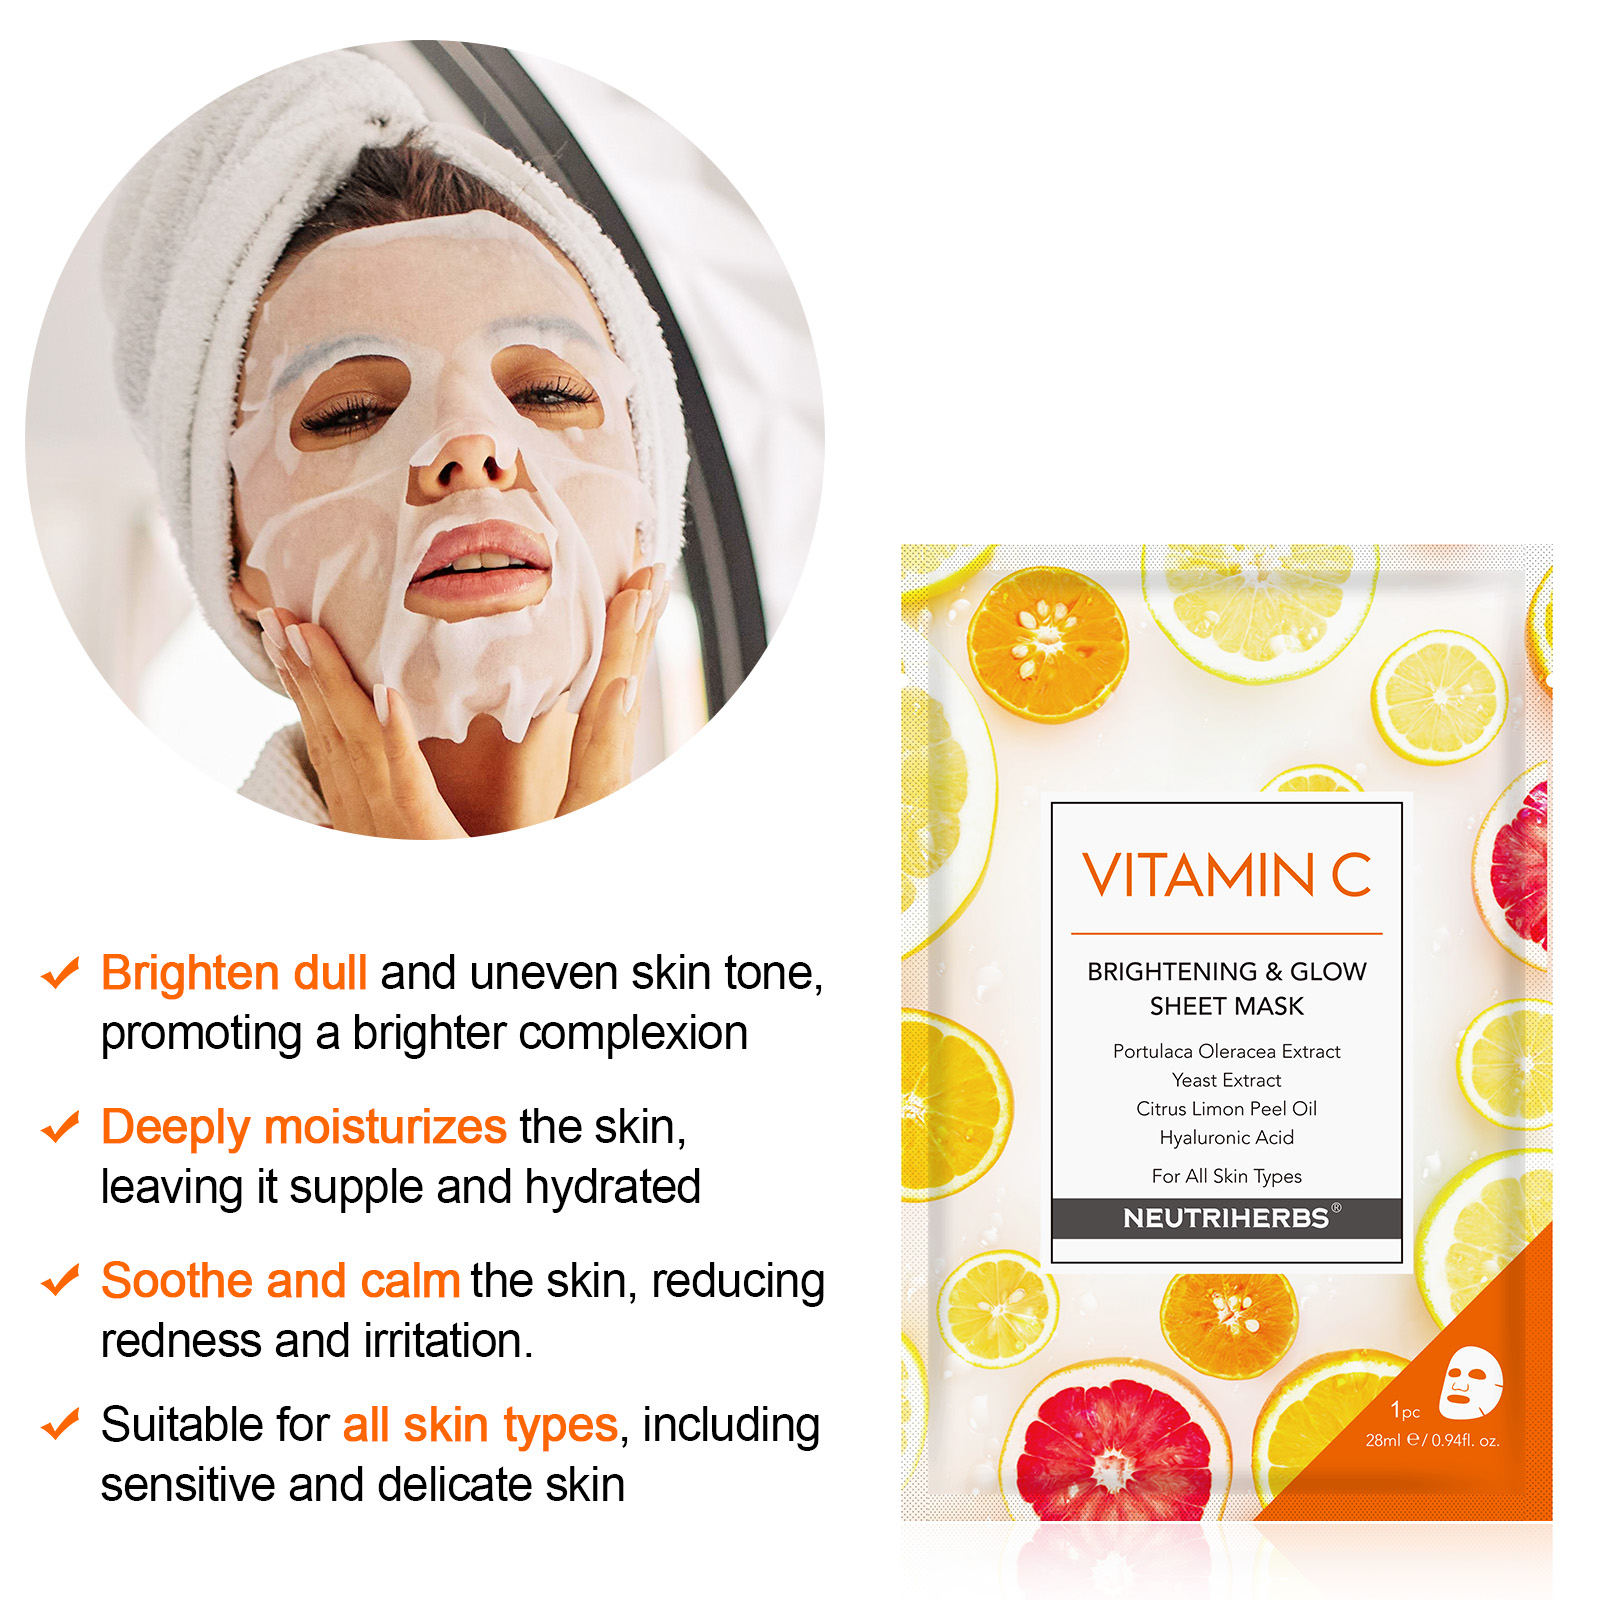 Brighten dull and uneven skin tone,
promoting a brighter complexion
Deeply moisturizes the skin,
leaving it supple and hydrated
Soothe and calm the skin, reducing
redness and irritation.
Suitable for all skin types, including
sensitive and delicate skin
VITAMIN C
BRIGHTENING & GLOW
SHEET MASK
Portulaca Oleracea Extract
Yeast Extract
Citrus Limon Peel Oil
Hyaluronic Acid
For All Skin Types
NEUTRIHERBS®
1pc
28ml ℮/ 0.94fl. oz.